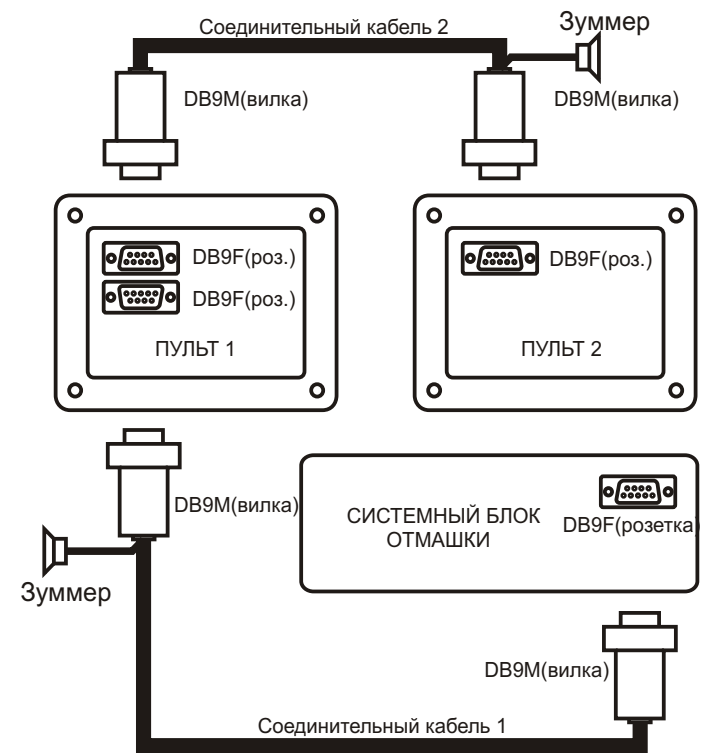 Соединительный кабель 2
Зуммер
DB9M(вилка)
DB9M(вилка)
DB9F(роз.)
DB9F(роз.)
ПУЛЬТ 1
DB9F(роз.)
ПУЛЬТ 2
DB9M(вилка)
Зуммер
СИСТЕМНЫЙ БЛОК
ОТМАШКИ
DB9F(розетка)
DB9M(вилка)
Соединительный кабель 1